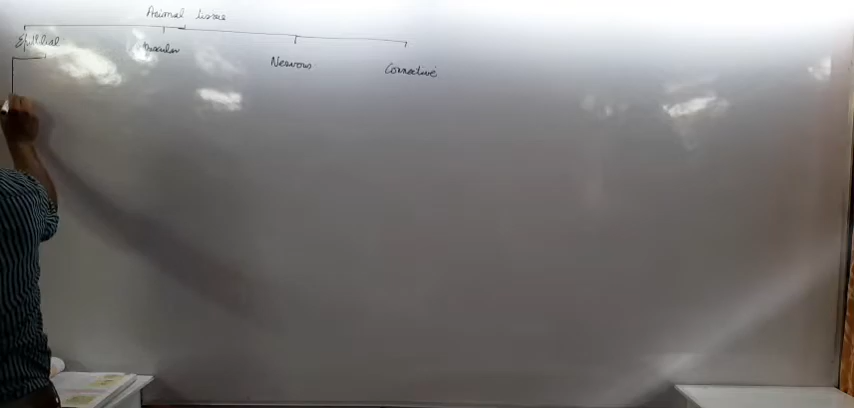 Animal tissue
Epithelial
Muscular
Nervous
Connective